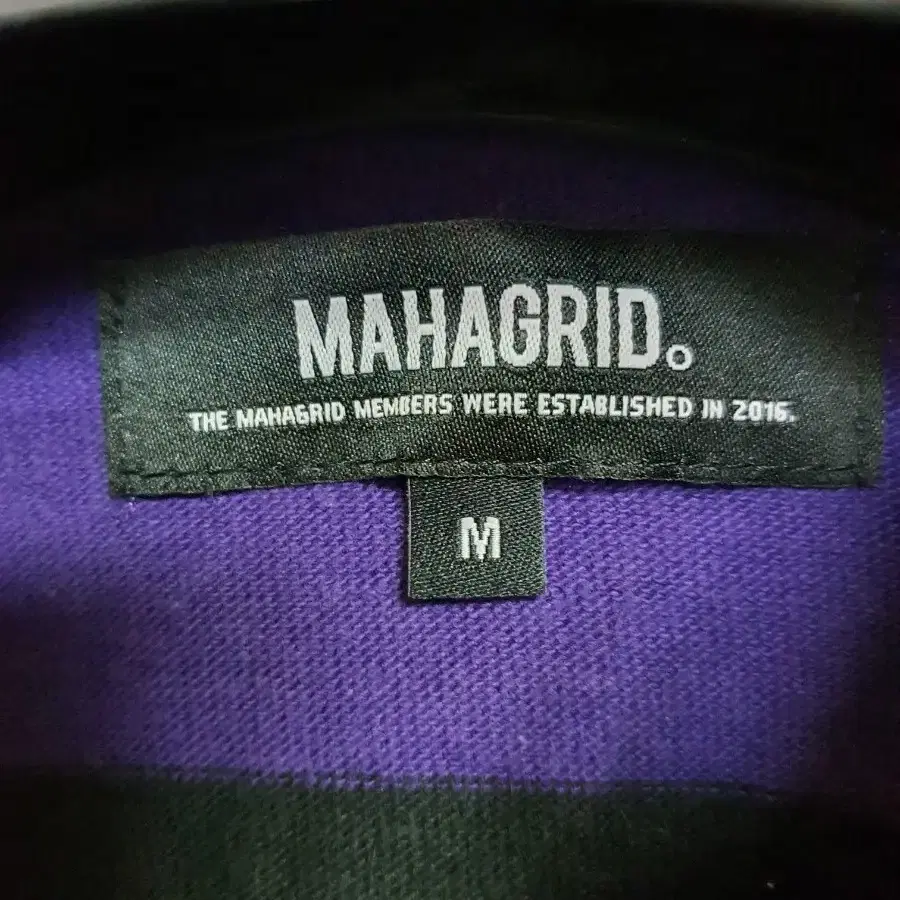 MAHAGRID.
THE MAHAGRID MEMBERS WERE ESTABLISHED IN 2016.
M